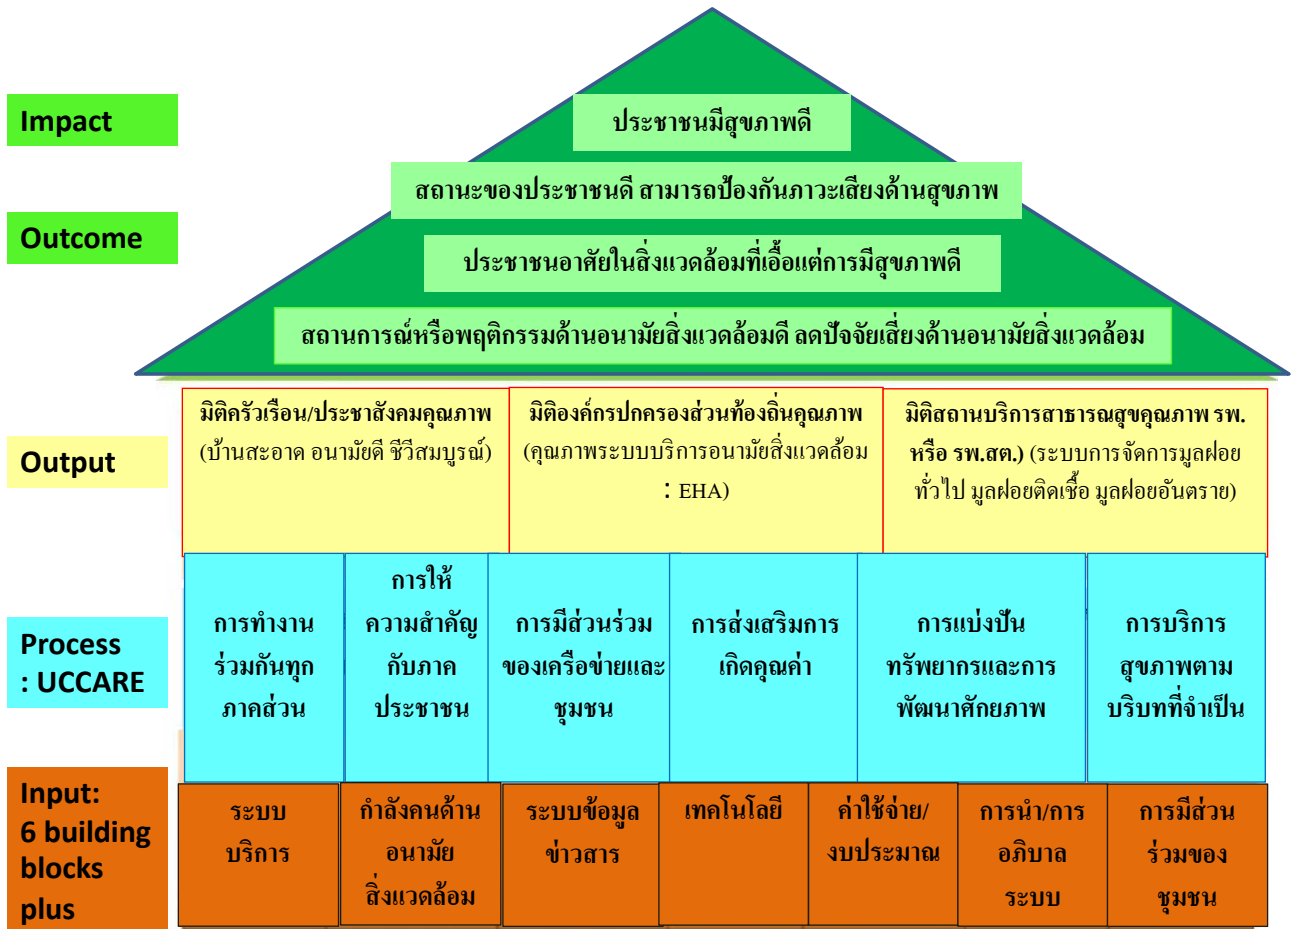 Impact
ประชาชนมีสุขภาพดี
สถานะของประชาชนดี สามารถป้องกันภาวะเสียงด้านสุขภาพ
Outcome
ประชาชนอาศัยในสิ่งแวดล้อมที่เอื้อแต่การมีสุขภาพดี
สถานการณ์หรือพฤติกรรมด้านอนามัยสิ่งแวดล้อมดี ลดปัจจัยเสี่ยงด้านอนามัยสิ่งแวดล้อม
Output
มิติครัวเรือน/ประชาสังคมคุณภาพ
(บ้านสะอาด อนามัยดี ชีวีสมบูรณ์)
มิติองค์กรปกครองส่วนท้องถิ่นคุณภาพ
(คุณภาพระบบบริการอนามัยสิ่งแวดล้อม
: EHA)
มิติสถานบริการสาธารณสุขคุณภาพ รพ.
หรือ รพ.สต.) (ระบบการจัดการมูลฝอย
ทั่วไป มูลฝอยติดเชื้อ มูลฝอยอันตราย)
Process
: UCCARE
การทำงาน
ร่วมกันทุก
ภาคส่วน
การให้
ความสำคัญ
กับภาค
ประชาชน
การมีส่วนร่วม
ของเครือข่ายและ
ชุมชน
การส่งเสริมการ
เกิดคุณค่า
การแบ่งปัน
ทรัพยากรและการ
พัฒนาศักยภาพ
การบริการ
สุขภาพตาม
บริบทที่จำเป็น
Input:
6 building
blocks
plus
ระบบ
บริการ
กำลังคนด้าน
อนามัย
สิ่งแวดล้อม
ระบบข้อมูล
ข่าวสาร
เทคโนโลยี
ค่าใช้จ่าย/
งบประมาณ
การนำ/การ
อภิบาล
ระบบ
การมีส่วน
ร่วมของ
ชุมชน